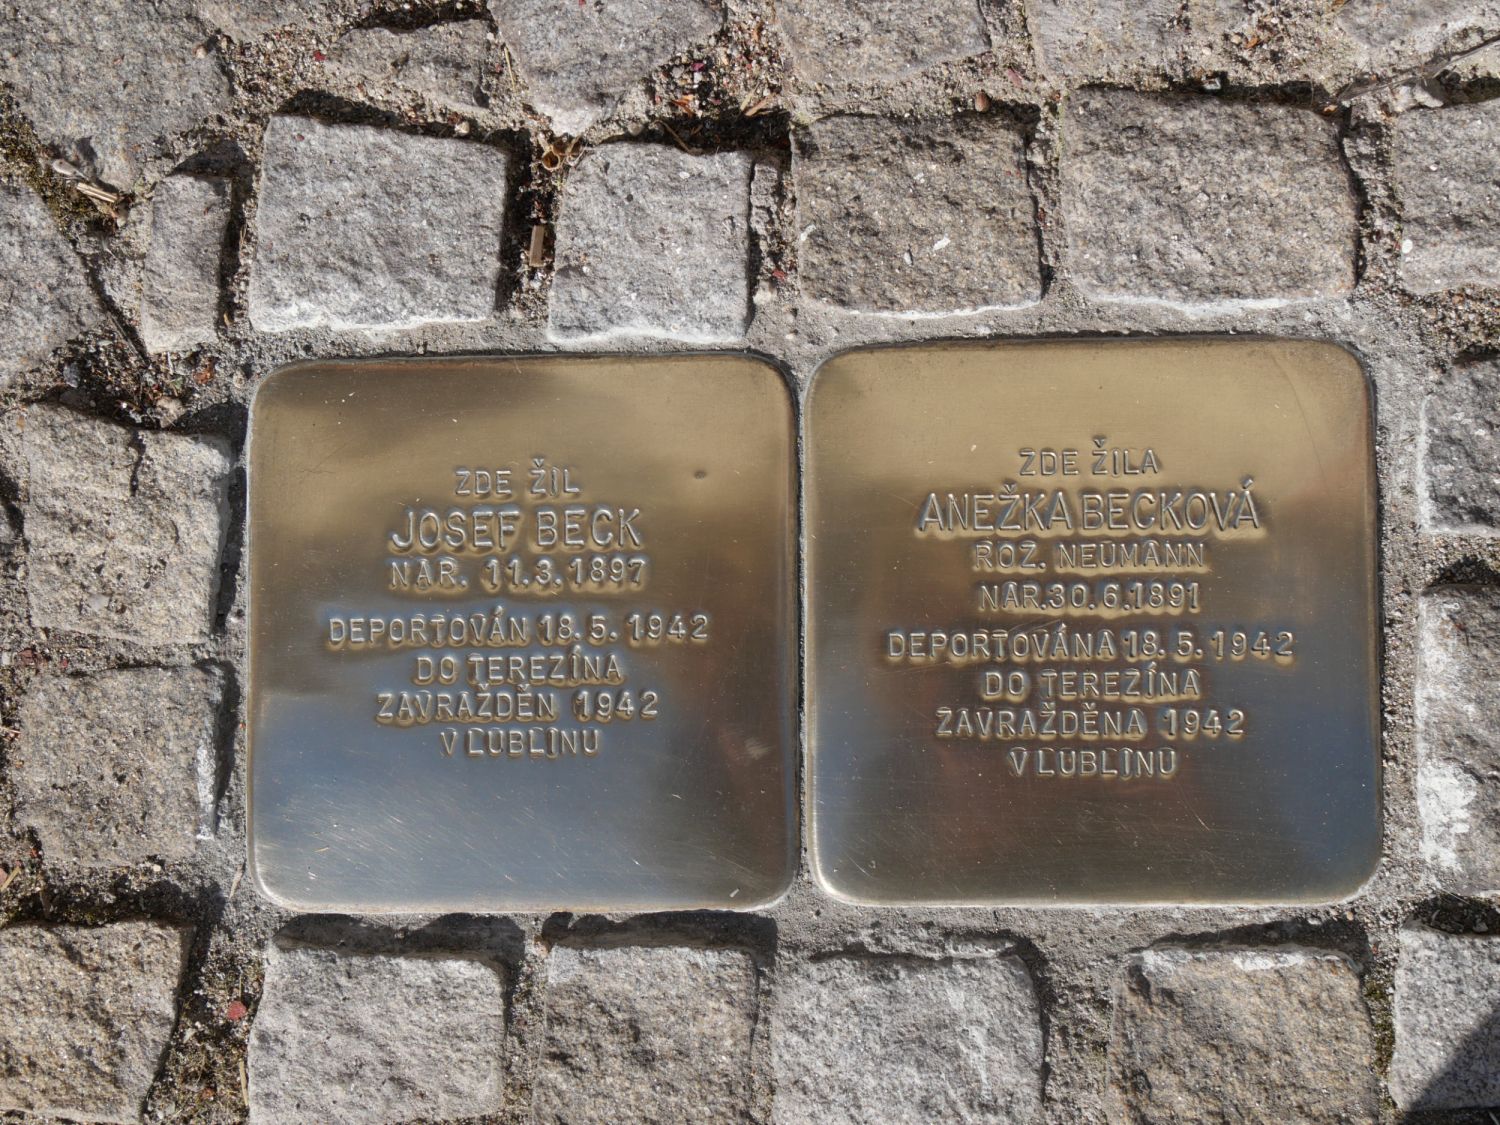 ZDE ŽIL
JOSEF BECK
NAR. 11.3.1897
DEPORTOVÁN 18.5.1942
DO TEREZÍNA
ZAVRAŽDĚN 1942
V LUBLINU
ZDE ŽILA
ANEŽKA BECKOVÁ
ROZ. NEUMANN
NAR.30.6.1891
DEPORTOVÁNA 18.5.1942
DO TEREZÍNA
ZAVRAŽDĚNA 1942
V LUBLINU